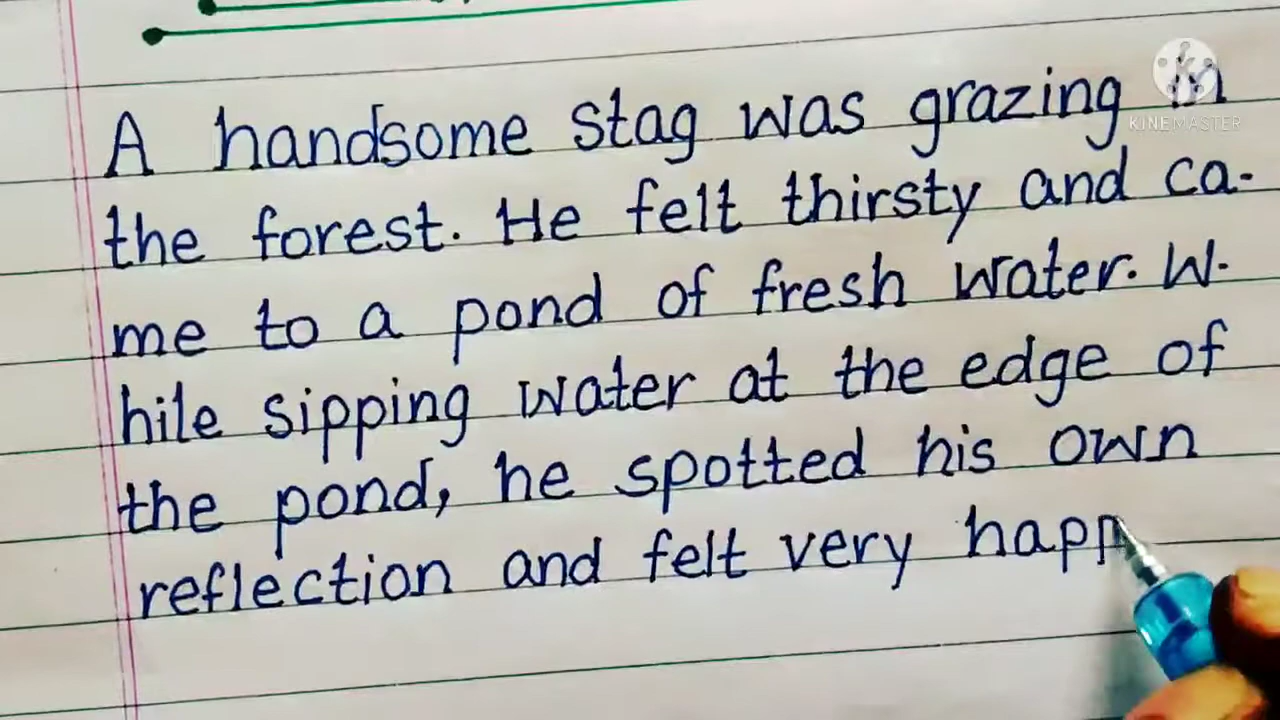 A handsome stag was grazing in
the forest. He felt thirsty and ca-
me to a pond of fresh water. W-
hile sipping water at the edge of
the pond, he spotted his own
reflection and felt very happ
KINEMASTER